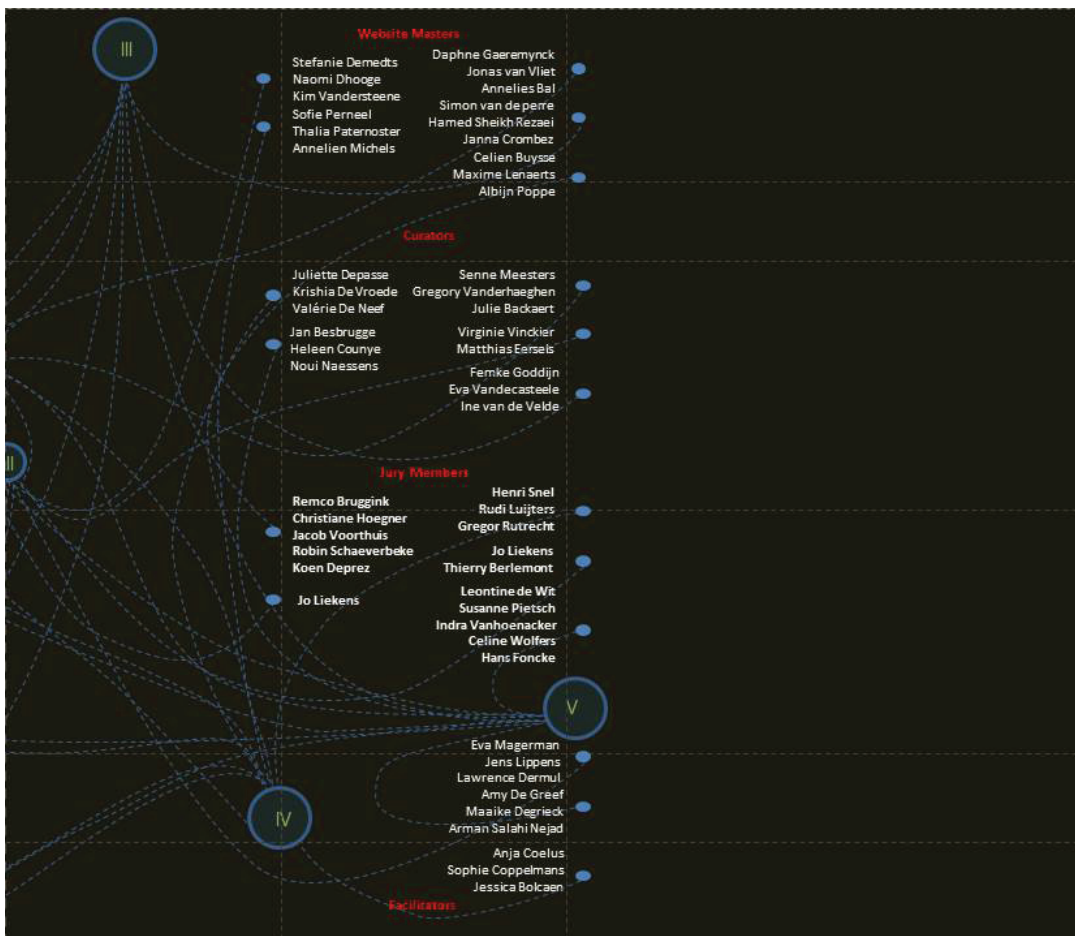 III
Website Masters
Stefanie Demedts
Naomi Dhooge
Kim Vandersteene
Sofie Perneel
Thalia Paternoster
Annelien Michels
Daphne Gaeremynck
Jonas van Vliet
Annelies Bal
Simon van de perre
Hamed Sheikh Rezaei
Janna Crombez
Celien Buysse
Maxime Lenaerts
Albijn Poppe
Curators
Juliette Depasse
Krishia De Vroede
Valérie De Neef
Jan Besbrugge
Heleen Counye
Noui Naessens
Senne Meesters
Gregory Vanderhaeghen
Julie Backaert
Virginie Vinckier
Matthias Eersels
Femke Goddijn
Eva Vandecasteele
Ine van de Velde
II
Jury Members
Remco Bruggink
Christiane Hoegner
Jacob Voorthuis
Robin Schaeverbeke
Koen Deprez
Jo Liekens
Henri Snel
Rudi Luijters
Gregor Rutrecht
Jo Liekens
Thierry Berlemont
Leontine de Wit
Susanne Pietsch
Indra Vanhoenacker
Celine Wolfers
Hans Foncke
V
Eva Magerman
Jens Lippens
Lawrence Dermul
Amy De Greef
Maaike Degrieck
Arman Salahi Nejad
IV
Anja Coelus
Sophie Coppelmans
Jessica Bolcaen
Facilitators